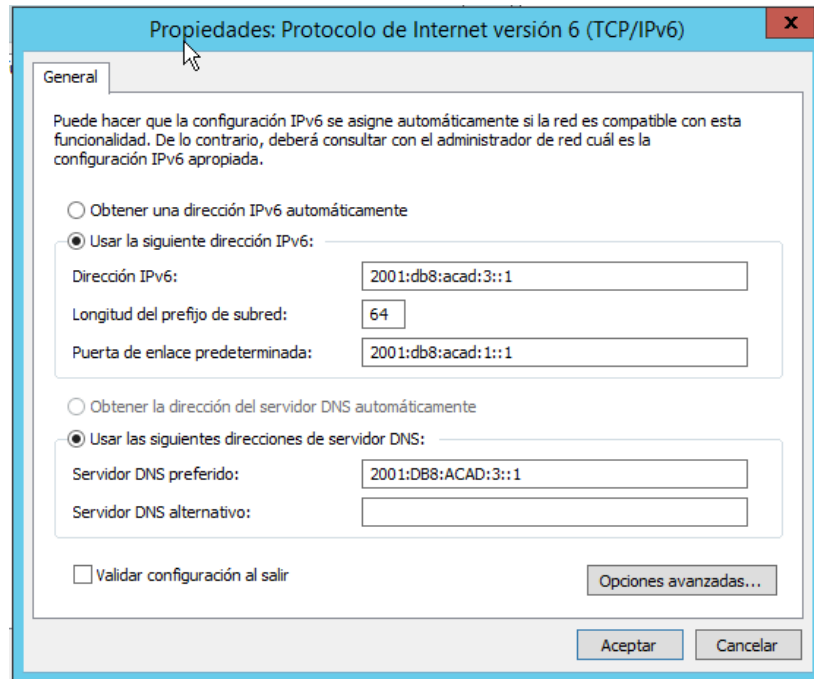 Propiedades: Protocolo de Internet versión 6 (TCP/IPv6)
x
General
Puede hacer que la configuración IPv6 se asigne automáticamente si la red es compatible con esta
funcionalidad. De lo contrario, deberá consultar con el administrador de red cuál es la
configuración IPv6 apropiada.
Obtener una dirección IPv6 automáticamente
Usar la siguiente dirección IPv6:
Dirección IPv6: 2001:db8:acad:3::1
Longitud del prefijo de subred: 64
Puerta de enlace predeterminada: 2001:db8:acad:1::1
Obtener la dirección del servidor DNS automáticamente
Usar las siguientes direcciones de servidor DNS:
Servidor DNS preferido: 2001:DB8:ACAD:3::1
Servidor DNS alternativo:
Validar configuración al salir
Opciones avanzadas...
Aceptar Cancelar